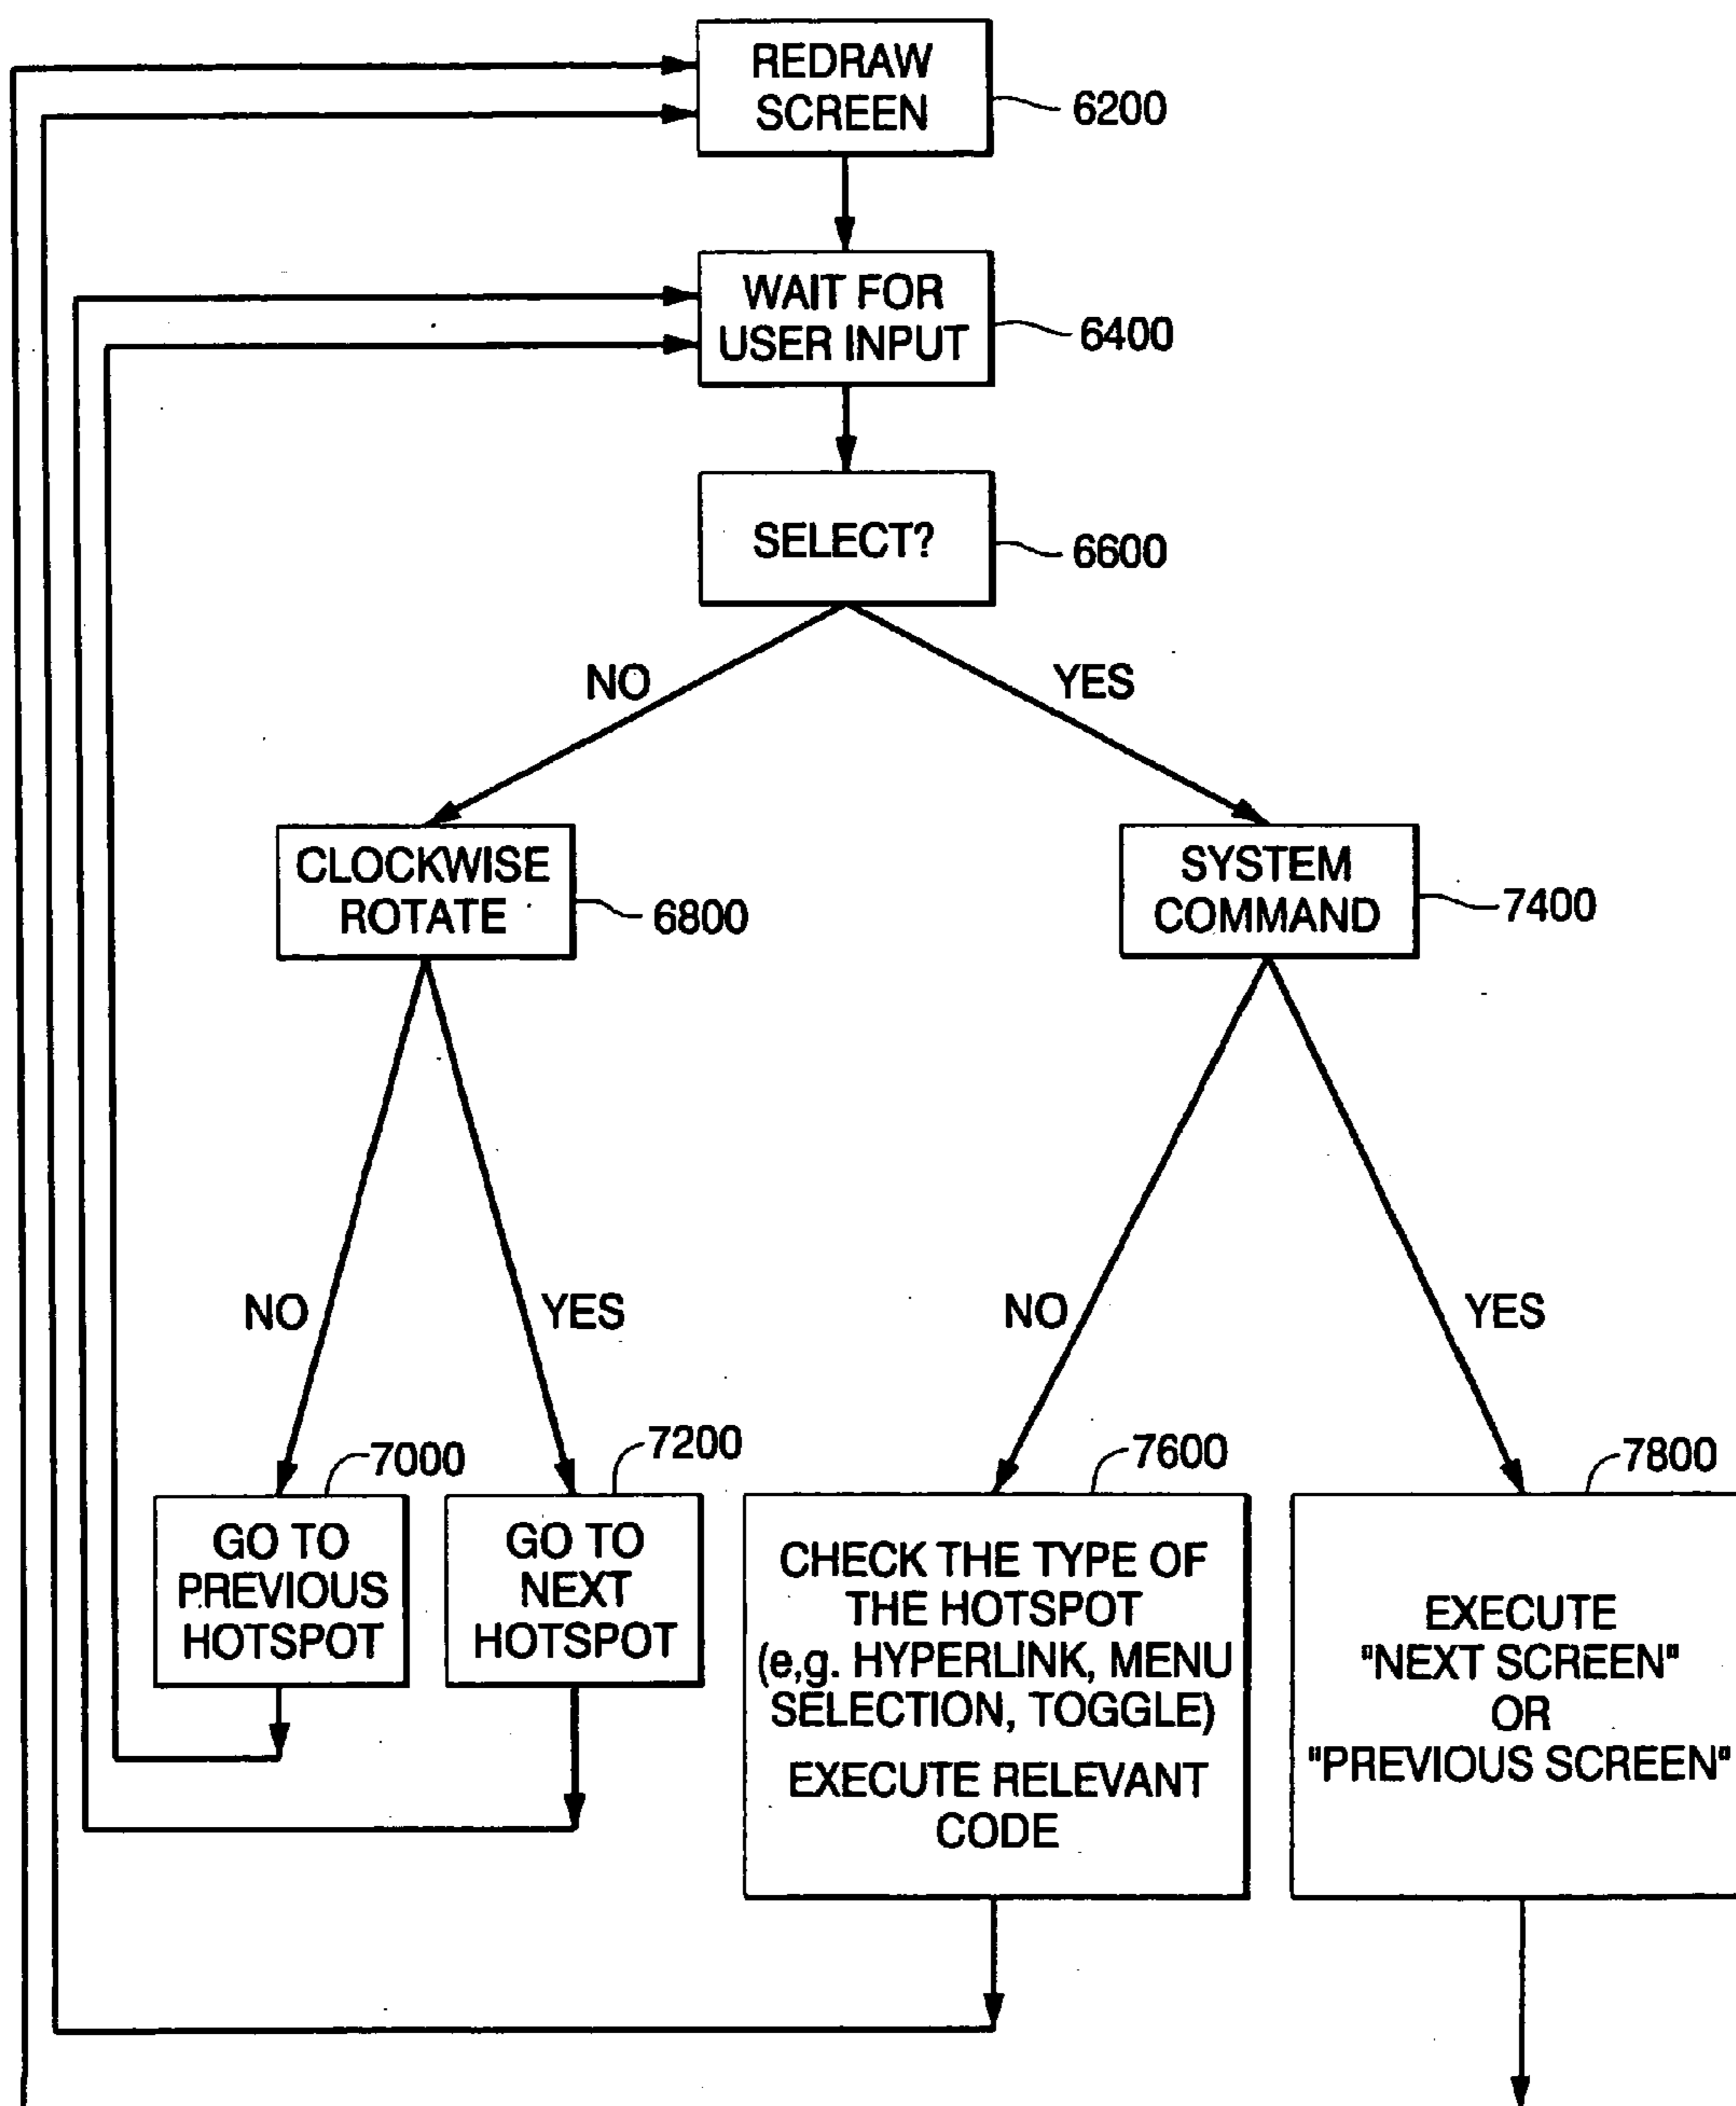 REDRAW
SCREEN
6200
WAIT FOR
USER INPUT
6400
SELECT?
6600
NO
YES
CLOCKWISE
ROTATE
6800
SYSTEM
COMMAND
7400
NO
YES
NO
YES
7000
7200
7600
7800
GO TO
PREVIOUS
HOTSPOT
GO TO
NEXT
HOTSPOT
CHECK THE TYPE OF
THE HOTSPOT
(e,g. HYPERLINK, MENU
SELECTION, TOGGLE)
EXECUTE RELEVANT
CODE
EXECUTE
"NEXT SCREEN"
OR
"PREVIOUS SCREEN"